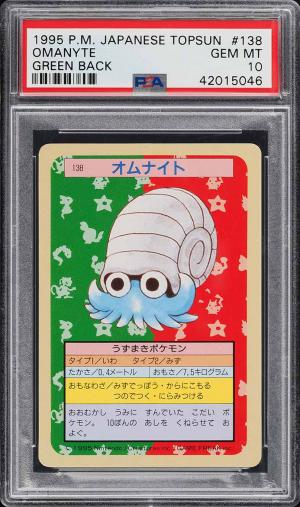 1995 P.M. JAPANESE TOPSUN #138
OMANYTE GEM MT
GREEN BACK 10
PSA 42015046
138 オムナイト
うずまきポケモン
タイプ1/いわ タイプ2/みず
たかさ/0.4メートル おもさ/7.5キログラム
おもなわざ/みずでっぽう・からにこもる
つのでつく・にらみつける
おおむかし うみに すんでいた こだい ポ
ケモン。 10ぽんの あしを くねらせて お
よぐ。